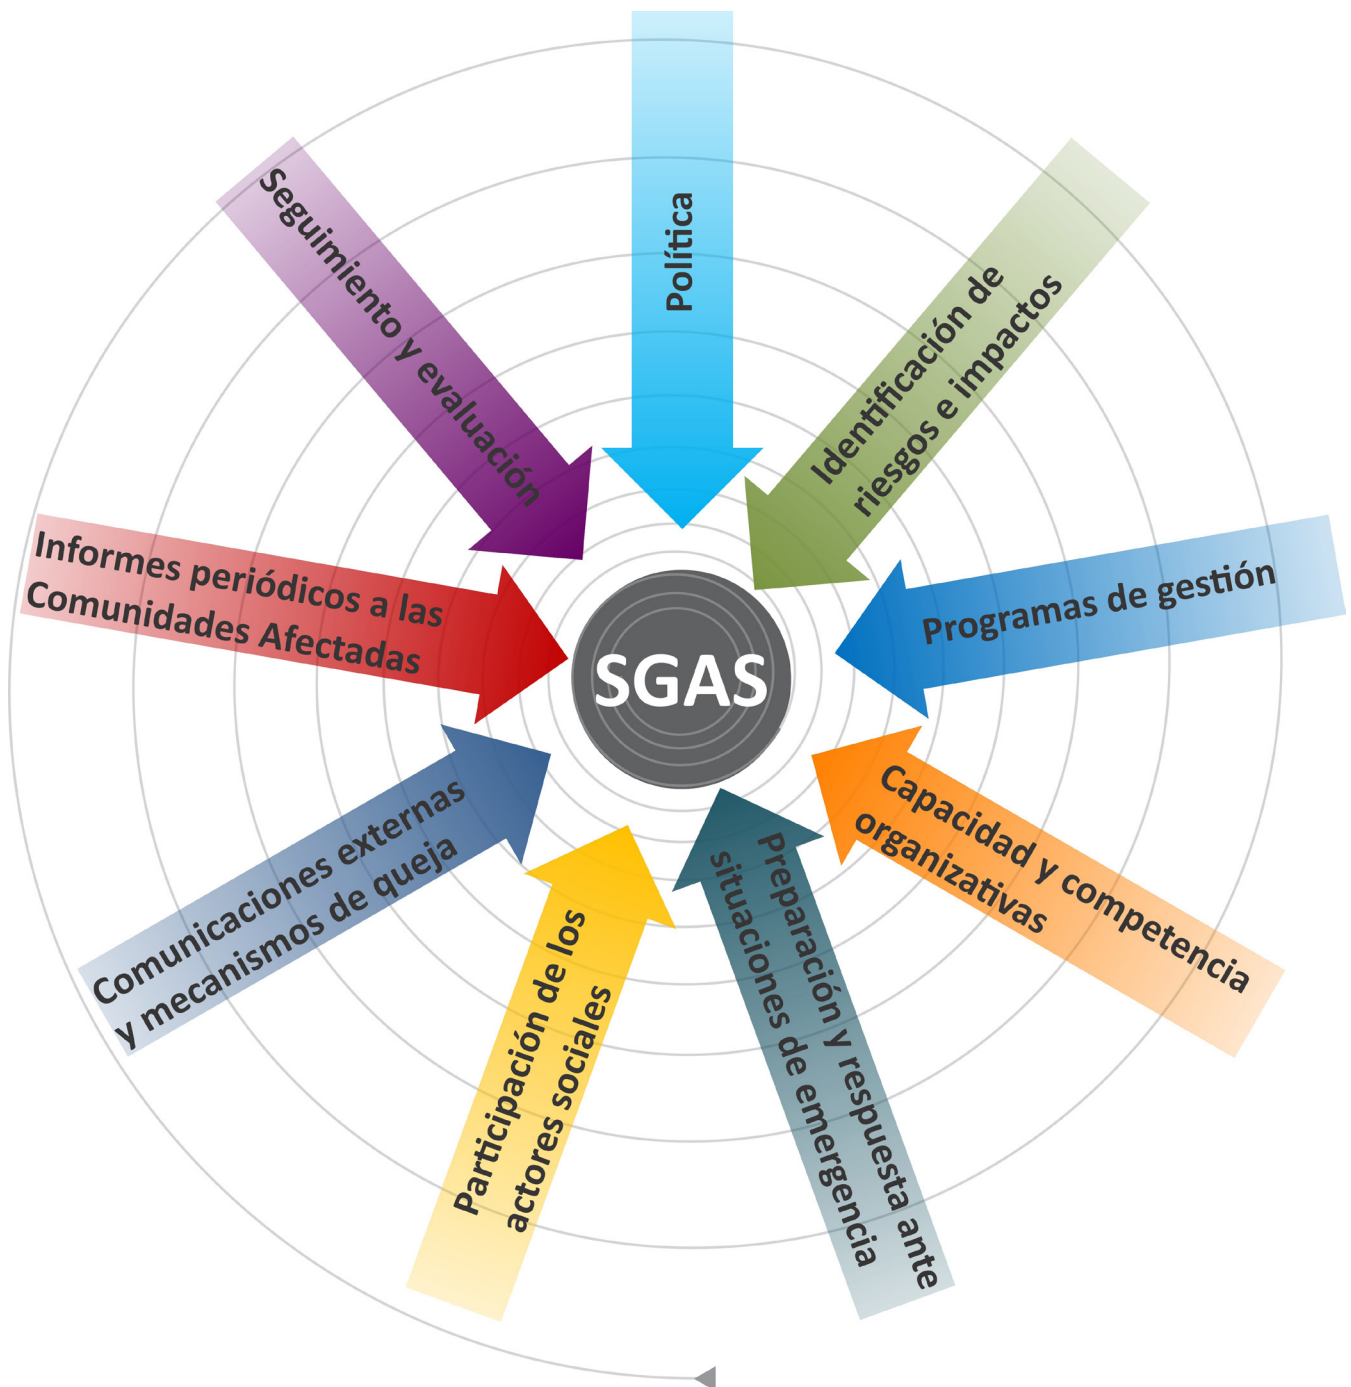 Política
Identificación de
riesgos e impactos
Programas de gestión
Capacidad y competencia
organizativas
Preparación y respuesta ante
situaciones de emergencia
Participación de los
actores sociales
Comunicaciones externas
y mecanismos de queja
Informes periódicos a las
Comunidades Afectadas
Seguimiento y evaluación
SGAS